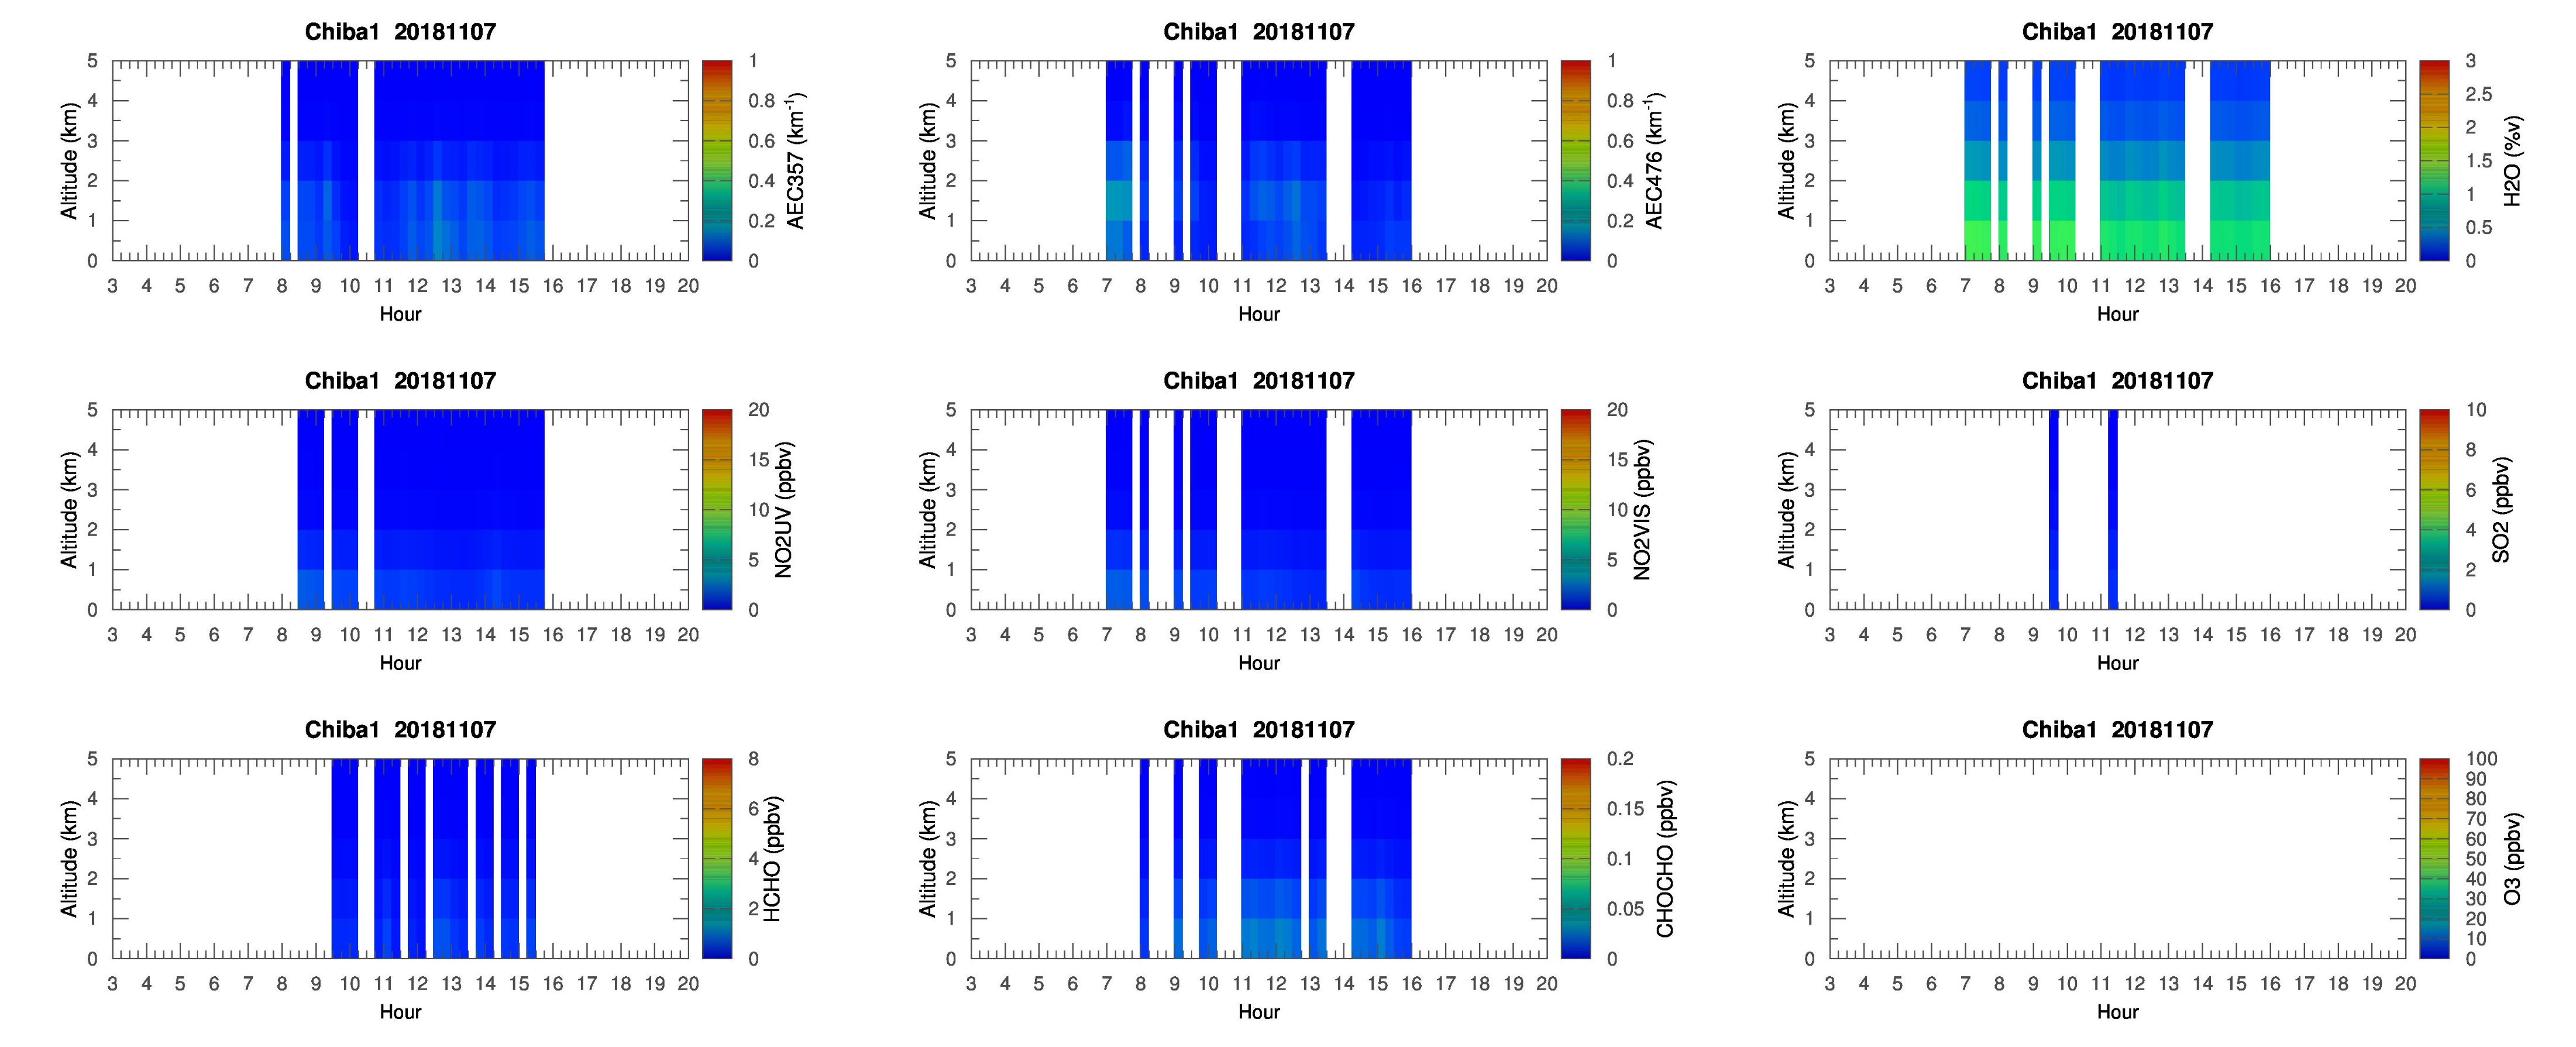 Chiba1 20181107
Altitude (km)
5
4
3
2
1
0
3 4 5 6 7 8 9 10 11 12 13 14 15 16 17 18 19 20
Hour
1
0.8
0.6
0.4
0.2
0
AEC357 (km-1)
Chiba1 20181107
Altitude (km)
5
4
3
2
1
0
3 4 5 6 7 8 9 10 11 12 13 14 15 16 17 18 19 20
Hour
1
0.8
0.6
0.4
0.2
0
AEC476 (km-1)
Chiba1 20181107
Altitude (km)
5
4
3
2
1
0
3 4 5 6 7 8 9 10 11 12 13 14 15 16 17 18 19 20
Hour
3
2.5
2
1.5
1
0.5
0
H2O (%v)
Chiba1 20181107
Altitude (km)
5
4
3
2
1
0
3 4 5 6 7 8 9 10 11 12 13 14 15 16 17 18 19 20
Hour
20
15
10
5
0
NO2UV (ppbv)
Chiba1 20181107
Altitude (km)
5
4
3
2
1
0
3 4 5 6 7 8 9 10 11 12 13 14 15 16 17 18 19 20
Hour
20
15
10
5
0
NO2VIS (ppbv)
Chiba1 20181107
Altitude (km)
5
4
3
2
1
0
3 4 5 6 7 8 9 10 11 12 13 14 15 16 17 18 19 20
Hour
10
8
6
4
2
0
SO2 (ppbv)
Chiba1 20181107
Altitude (km)
5
4
3
2
1
0
3 4 5 6 7 8 9 10 11 12 13 14 15 16 17 18 19 20
Hour
8
6
4
2
0
HCHO (ppbv)
Chiba1 20181107
Altitude (km)
5
4
3
2
1
0
3 4 5 6 7 8 9 10 11 12 13 14 15 16 17 18 19 20
Hour
0.2
0.15
0.1
0.05
0
CHOCHO (ppbv)
Chiba1 20181107
Altitude (km)
5
4
3
2
1
0
3 4 5 6 7 8 9 10 11 12 13 14 15 16 17 18 19 20
Hour
100
90
80
70
60
50
40
30
20
10
0
O3 (ppbv)